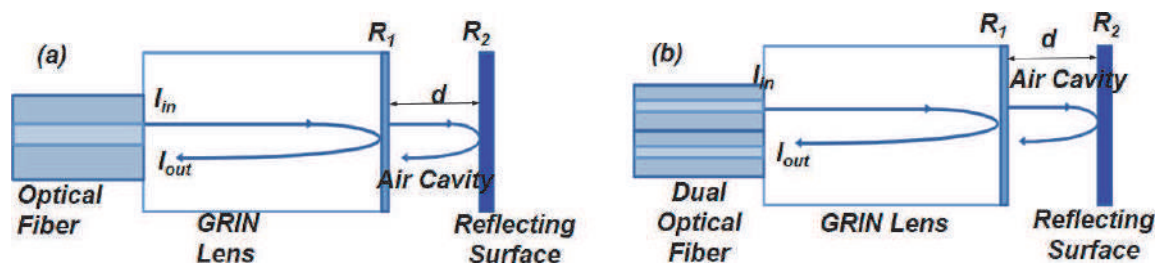 (a)
R1
R2
d
Iin
Iout
Air Cavity
Optical
Fiber
GRIN
Lens
Reflecting
Surface
(b)
R1
R2
d
Iin
Air Cavity
Iout
Dual
Optical
Fiber
GRIN Lens
Reflecting
Surface